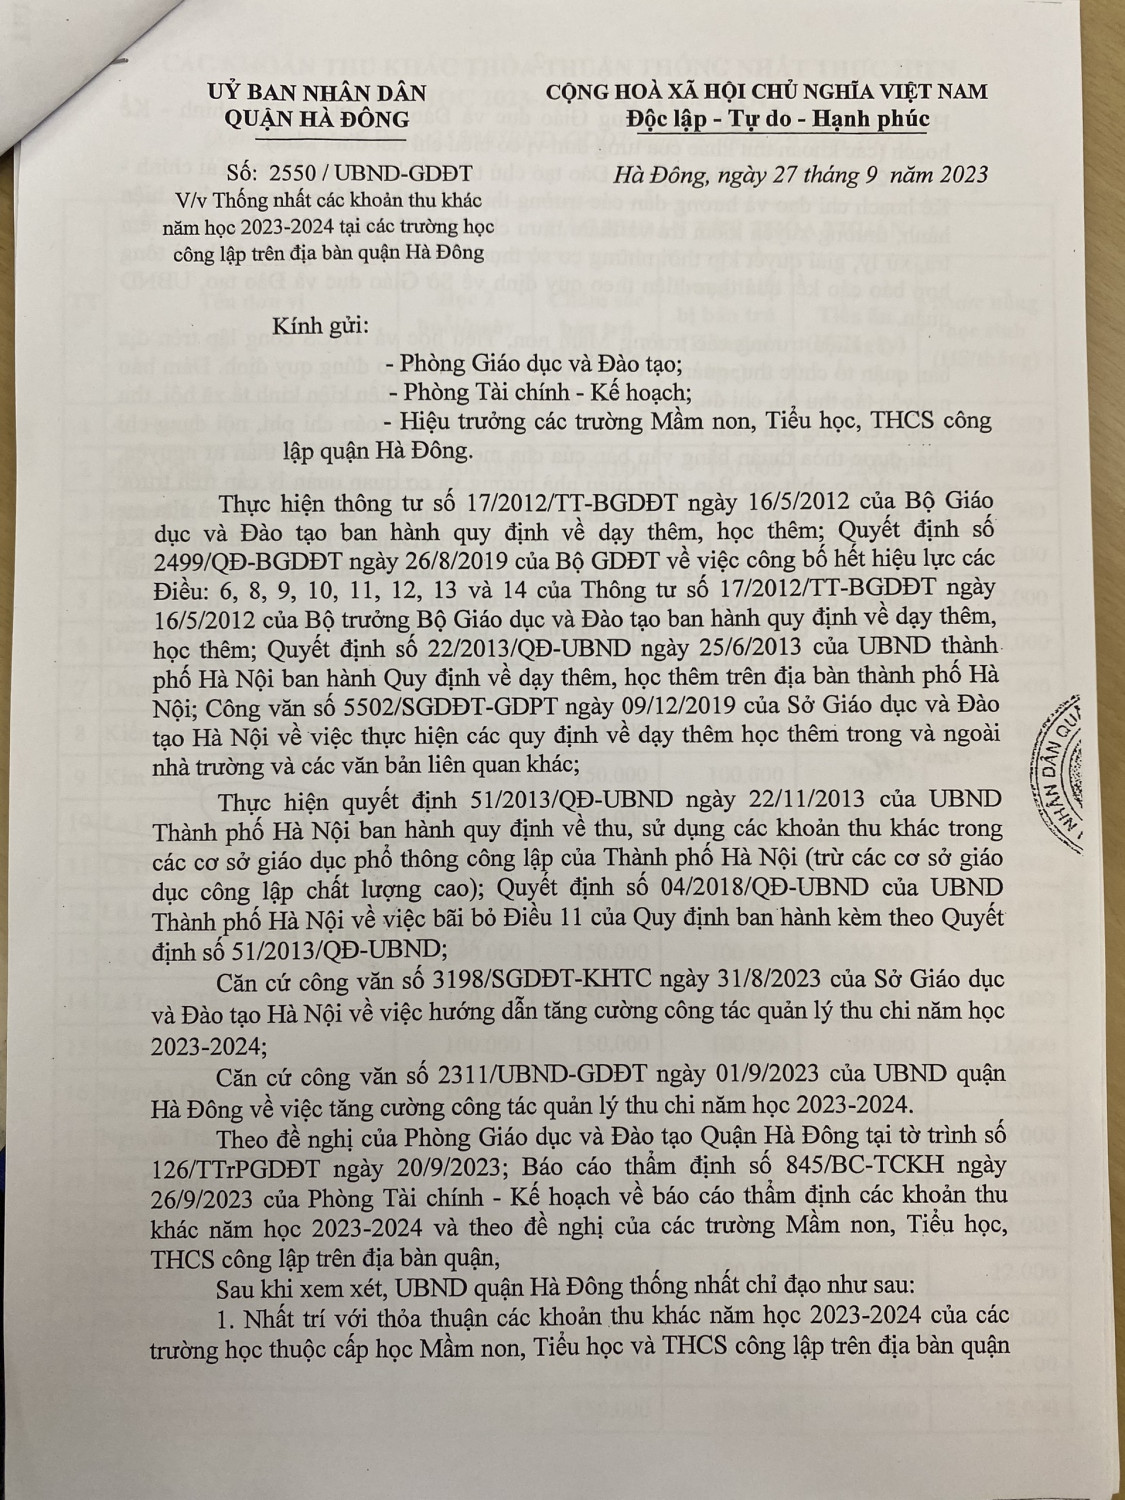 UỶ BAN NHÂN DÂN
QUẬN HÀ ĐÔNG
CỘNG HOÀ XÃ HỘI CHỦ NGHĨA VIỆT NAM
Độc lập - Tự do - Hạnh phúc
Số: 2550 / UBND-GDĐT
V/v Thống nhất các khoản thu khác
năm học 2023-2024 tại các trường học
công lập trên địa bàn quận Hà Đông
Hà Đông, ngày 27 tháng 9 năm 2023
Kính gửi:
- Phòng Giáo dục và Đào tạo;
- Phòng Tài chính - Kế hoạch;
- Hiệu trưởng các trường Mầm non, Tiểu học, THCS công
lập quận Hà Đông.
Thực hiện thông tư số 17/2012/TT-BGDĐT ngày 16/5/2012 của Bộ Giáo
dục và Đào tạo ban hành quy định về dạy thêm, học thêm; Quyết định số
2499/QĐ-BGDĐT ngày 26/8/2019 của Bộ GDĐT về việc công bố hết hiệu lực các
Điều: 6, 8, 9, 10, 11, 12, 13 và 14 của Thông tư số 17/2012/TT-BGDĐT ngày
16/5/2012 của Bộ trưởng Bộ Giáo dục và Đào tạo ban hành quy định về dạy thêm,
học thêm; Quyết định số 22/2013/QĐ-UBND ngày 25/6/2013 của UBND thành
phố Hà Nội ban hành Quy định về dạy thêm, học thêm trên địa bàn thành phố Hà
Nội; Công văn số 5502/SGDĐT-GDPT ngày 09/12/2019 của Sở Giáo dục và Đào
tạo Hà Nội về việc thực hiện các quy định về dạy thêm học thêm trong và ngoài
nhà trường và các văn bản liên quan khác;
Thực hiện quyết định 51/2013/QĐ-UBND ngày 22/11/2013 của UBND
Thành phố Hà Nội ban hành quy định về thu, sử dụng các khoản thu khác trong
các cơ sở giáo dục phổ thông công lập của Thành phố Hà Nội (trừ các cơ sở giáo
dục công lập chất lượng cao); Quyết định số 04/2018/QĐ-UBND của UBND
Thành phố Hà Nội về việc bãi bỏ Điều 11 của Quy định ban hành kèm theo Quyết
định số 51/2013/QĐ-UBND;
Căn cứ công văn số 3198/SGDĐT-KHTC ngày 31/8/2023 của Sở Giáo dục
và Đào tạo Hà Nội về việc hướng dẫn tăng cường công tác quản lý thu chi năm học
2023-2024;
Căn cứ công văn số 2311/UBND-GDĐT ngày 01/9/2023 của UBND quận
Hà Đông về việc tăng cường công tác quản lý thu chi năm học 2023-2024.
Theo đề nghị của Phòng Giáo dục và Đào tạo Quận Hà Đông tại tờ trình số
126/TTrPGDĐT ngày 20/9/2023; Báo cáo thẩm định số 845/BC-TCKH ngày
26/9/2023 của Phòng Tài chính - Kế hoạch về báo cáo thẩm định các khoản thu
khác năm học 2023-2024 và theo đề nghị của các trường Mầm non, Tiểu học,
THCS công lập trên địa bàn quận,
Sau khi xem xét, UBND quận Hà Đông thống nhất chỉ đạo như sau:
1. Nhất trí với thỏa thuận các khoản thu khác năm học 2023-2024 của các
trường học thuộc cấp học Mầm non, Tiểu học và THCS công lập trên địa bàn quận
NHÂN DÂN QUẬ